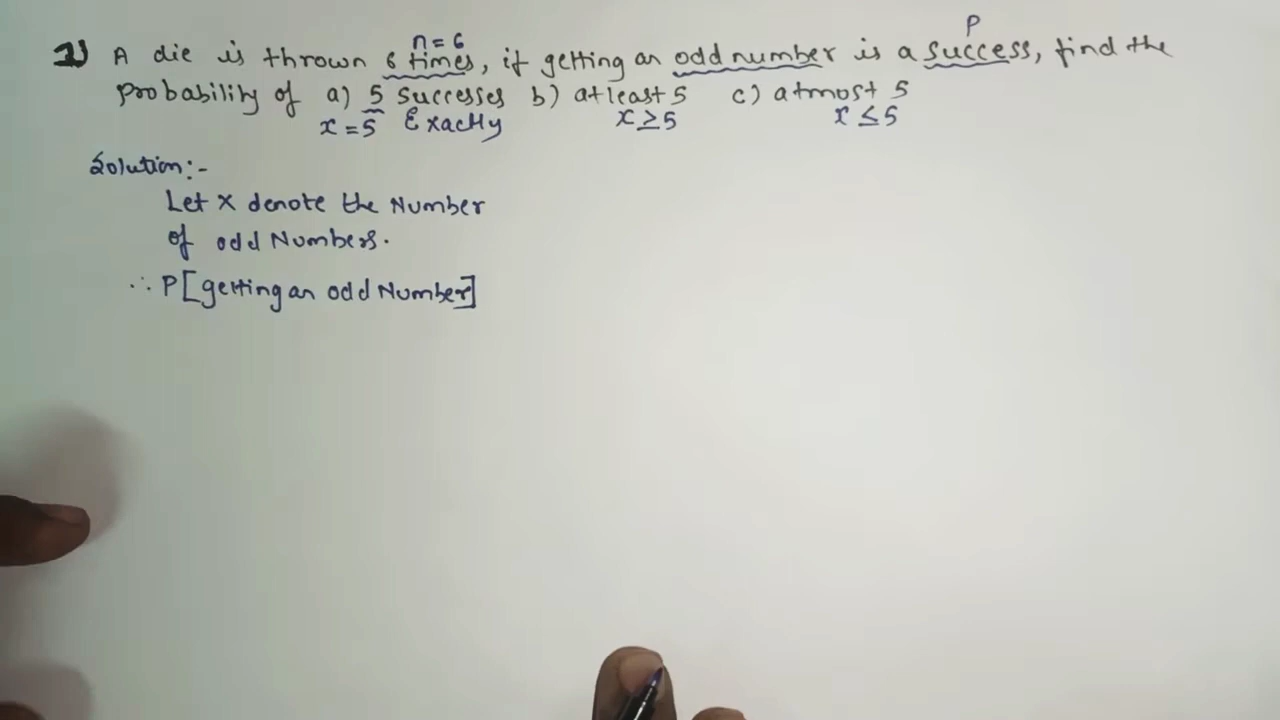 1) A die is thrown 6 times, if getting an odd number is a success, find the
n = 6
P
probability of a) 5 successes b) atleast 5 c) atmost 5
x = 5 Exactly x ≥ 5 x ≤ 5
Solution:-
Let X denote the Number
of odd Numbers.
∴ P[getting an odd Number]